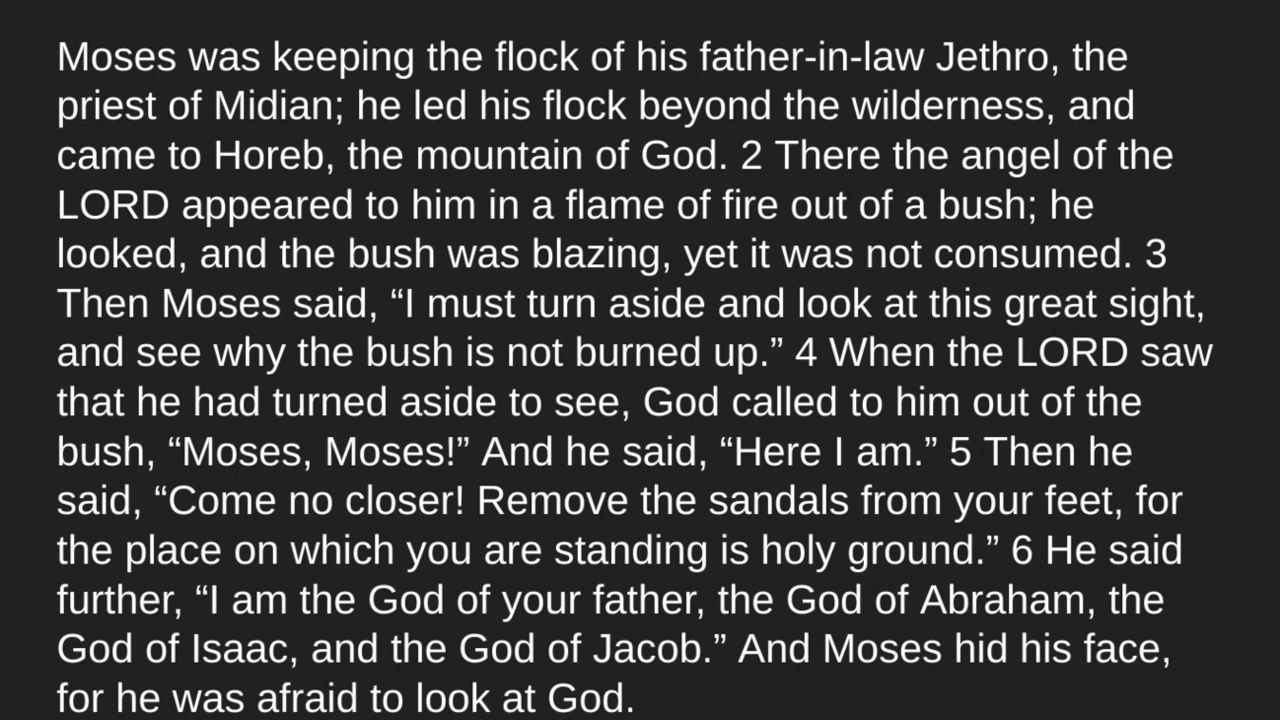 Moses was keeping the flock of his father-in-law Jethro, the
priest of Midian; he led his flock beyond the wilderness, and
came to Horeb, the mountain of God. 2 There the angel of the
LORD appeared to him in a flame of fire out of a bush; he
looked, and the bush was blazing, yet it was not consumed. 3
Then Moses said, “I must turn aside and look at this great sight,
and see why the bush is not burned up.” 4 When the LORD saw
that he had turned aside to see, God called to him out of the
bush, “Moses, Moses!” And he said, “Here I am.” 5 Then he
said, “Come no closer! Remove the sandals from your feet, for
the place on which you are standing is holy ground.” 6 He said
further, “I am the God of your father, the God of Abraham, the
God of Isaac, and the God of Jacob.” And Moses hid his face,
for he was afraid to look at God.